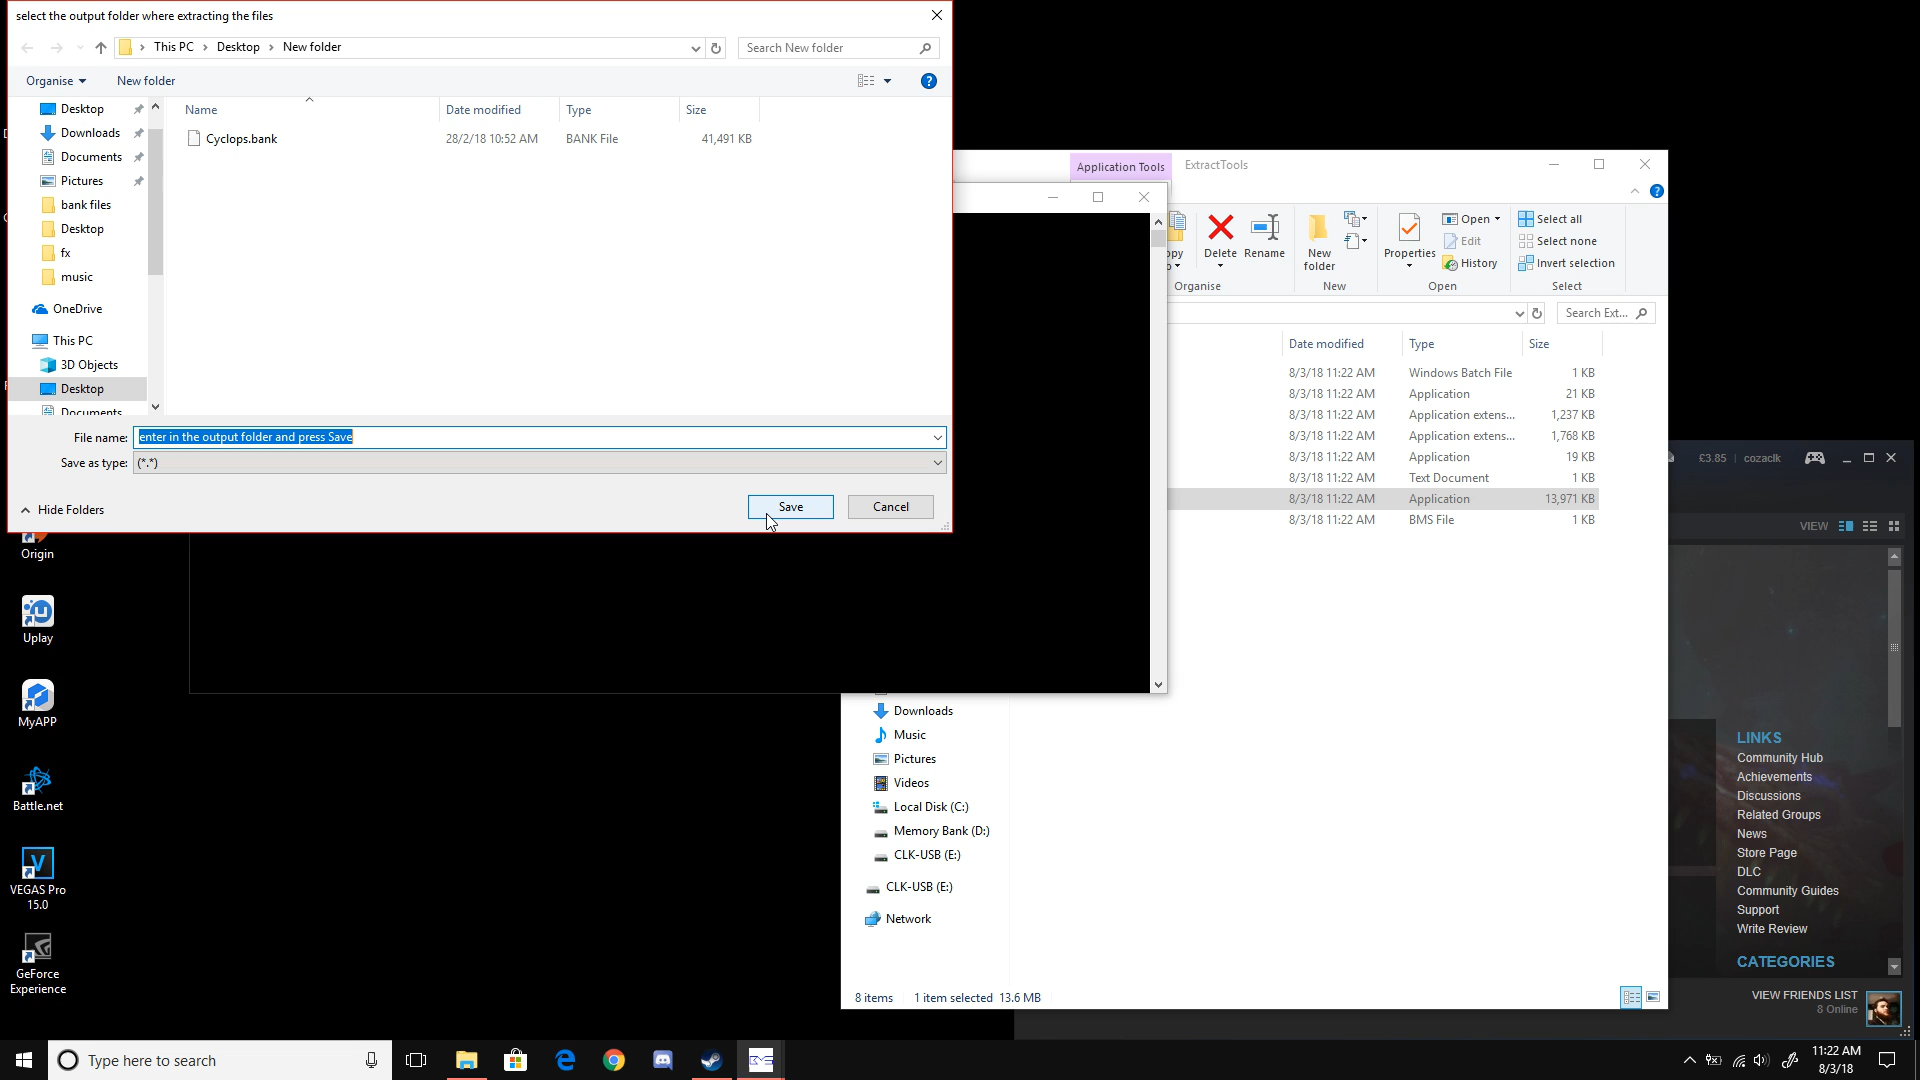 select the output folder where extracting the files
This PC > Desktop > New folder
Search New folder
Organise
New folder
Name
Date modified
Type
Size
Cyclops.bank
28/2/18 10:52 AM
BANK File
41,491 KB
Desktop
Downloads
Documents
Pictures
bank files
Desktop
fx
music
OneDrive
This PC
3D Objects
Desktop
Documents
File name:
enter in the output folder and press Save
Save as type:
(*.*)
Hide Folders
Save
Cancel
Application Tools
ExtractTools
Delete
Rename
New
folder
Properties
Open
Edit
History
Select all
Select none
Invert selection
Organise
New
Open
Select
Search Ext...
Date modified
Type
Size
8/3/18 11:22 AM Windows Batch File 1 KB
8/3/18 11:22 AM Application 21 KB
8/3/18 11:22 AM Application extens... 1,237 KB
8/3/18 11:22 AM Application extens... 1,768 KB
8/3/18 11:22 AM Application 19 KB
8/3/18 11:22 AM Text Document 1 KB
8/3/18 11:22 AM Application 13,971 KB
8/3/18 11:22 AM BMS File 1 KB
Downloads
Music
Pictures
Videos
Local Disk (C:)
Memory Bank (D:)
CLK-USB (E:)
CLK-USB (E:)
Network
8 items
1 item selected 13.6 MB
£3.85
cozaclk
VIEW
LINKS
Community Hub
Achievements
Discussions
Related Groups
News
Store Page
DLC
Community Guides
Support
Write Review
CATEGORIES
VIEW FRIENDS LIST
8 Online
Origin
Uplay
MyAPP
Battle.net
VEGAS Pro
15.0
GeForce
Experience
Type here to search
11:22 AM
8/3/18